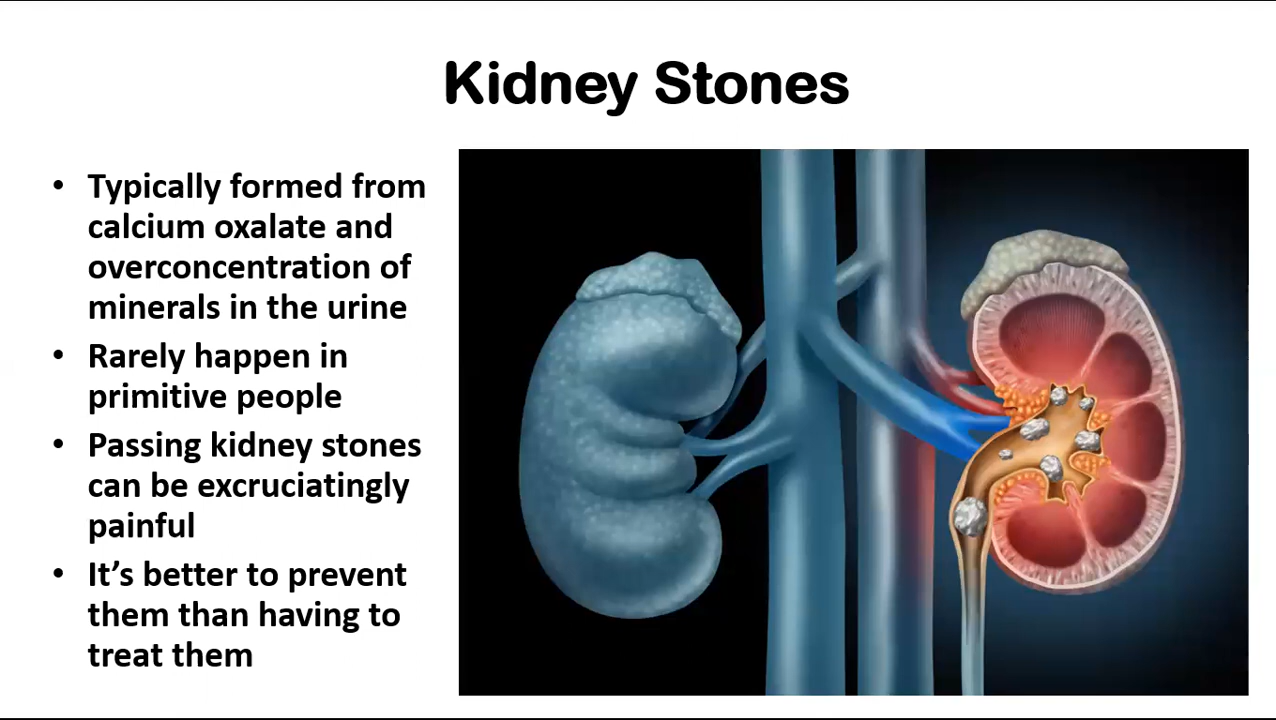 Kidney Stones
• Typically formed from
calcium oxalate and
overconcentration of
minerals in the urine
• Rarely happen in
primitive people
• Passing kidney stones
can be excruciatingly
painful
• It’s better to prevent
them than having to
treat them